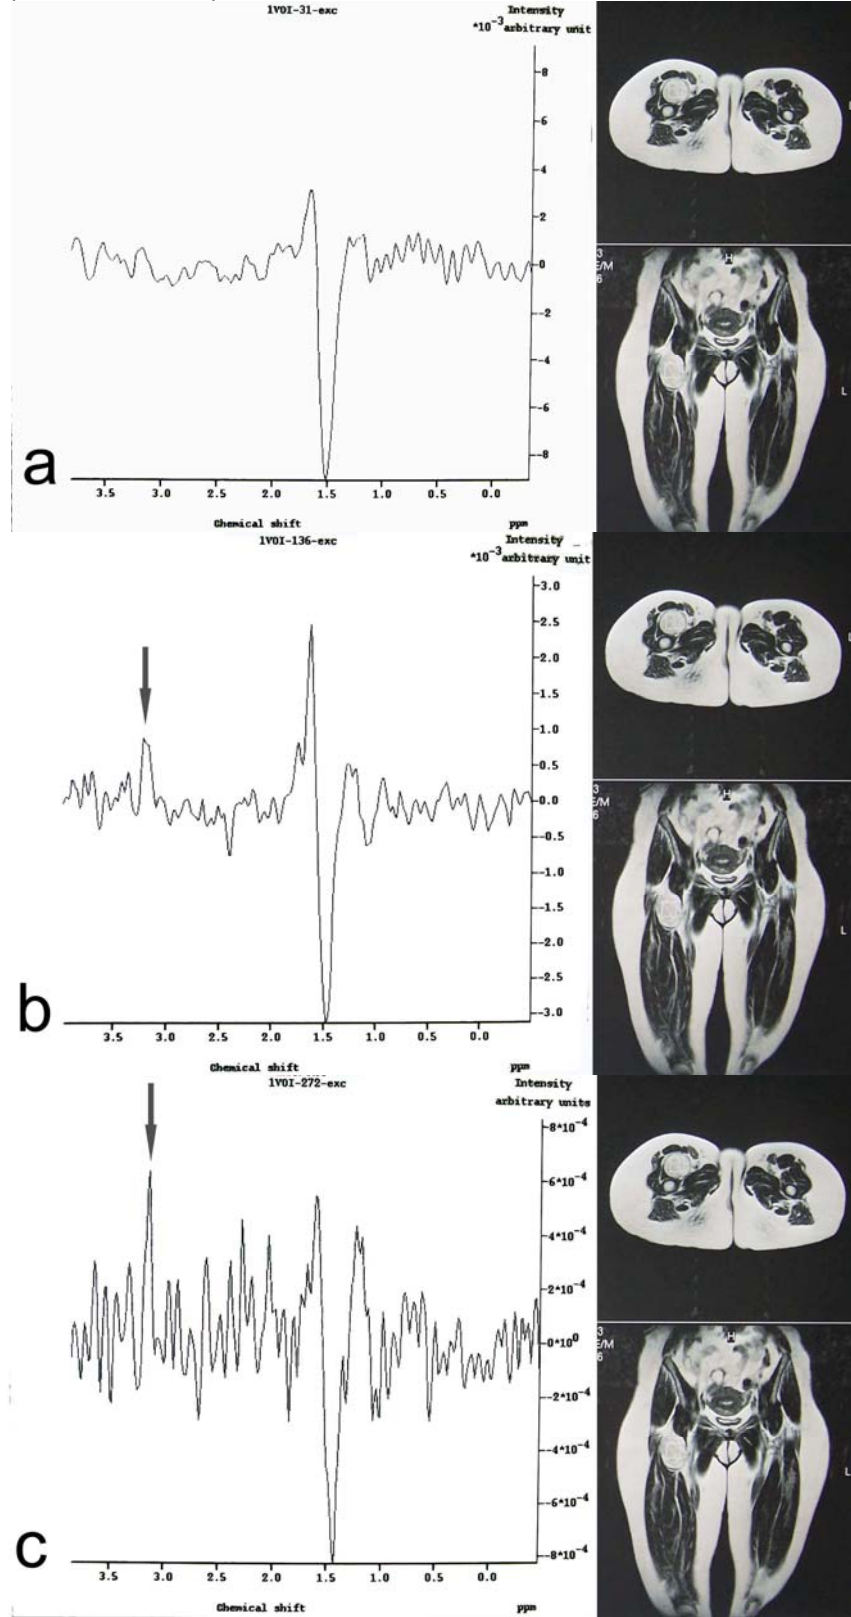 1VOI-31-exc
Intensity
*10-3 arbitrary unit
8
6
4
2
0
-2
-4
-6
-8
3.5 3.0 2.5 2.0 1.5 1.0 0.5 0.0
Chemical shift ppm
a
H
3
E/M
6
L
1VOI-136-exc
Intensity
*10-3 arbitrary unit
3.0
2.5
2.0
1.5
1.0
0.5
0.0
-0.5
-1.0
-1.5
-2.0
-2.5
-3.0
3.5 3.0 2.5 2.0 1.5 1.0 0.5 0.0
Chemical shift ppm
b
H
3
E/M
6
L
1VOI-272-exc
Intensity
arbitrary units
8*10-4
6*10-4
4*10-4
2*10-4
0*100
-2*10-4
-4*10-4
-6*10-4
-8*10-4
3.5 3.0 2.5 2.0 1.5 1.0 0.5 0.0
Chemical shift ppm
c
H
3
E/M
6
L